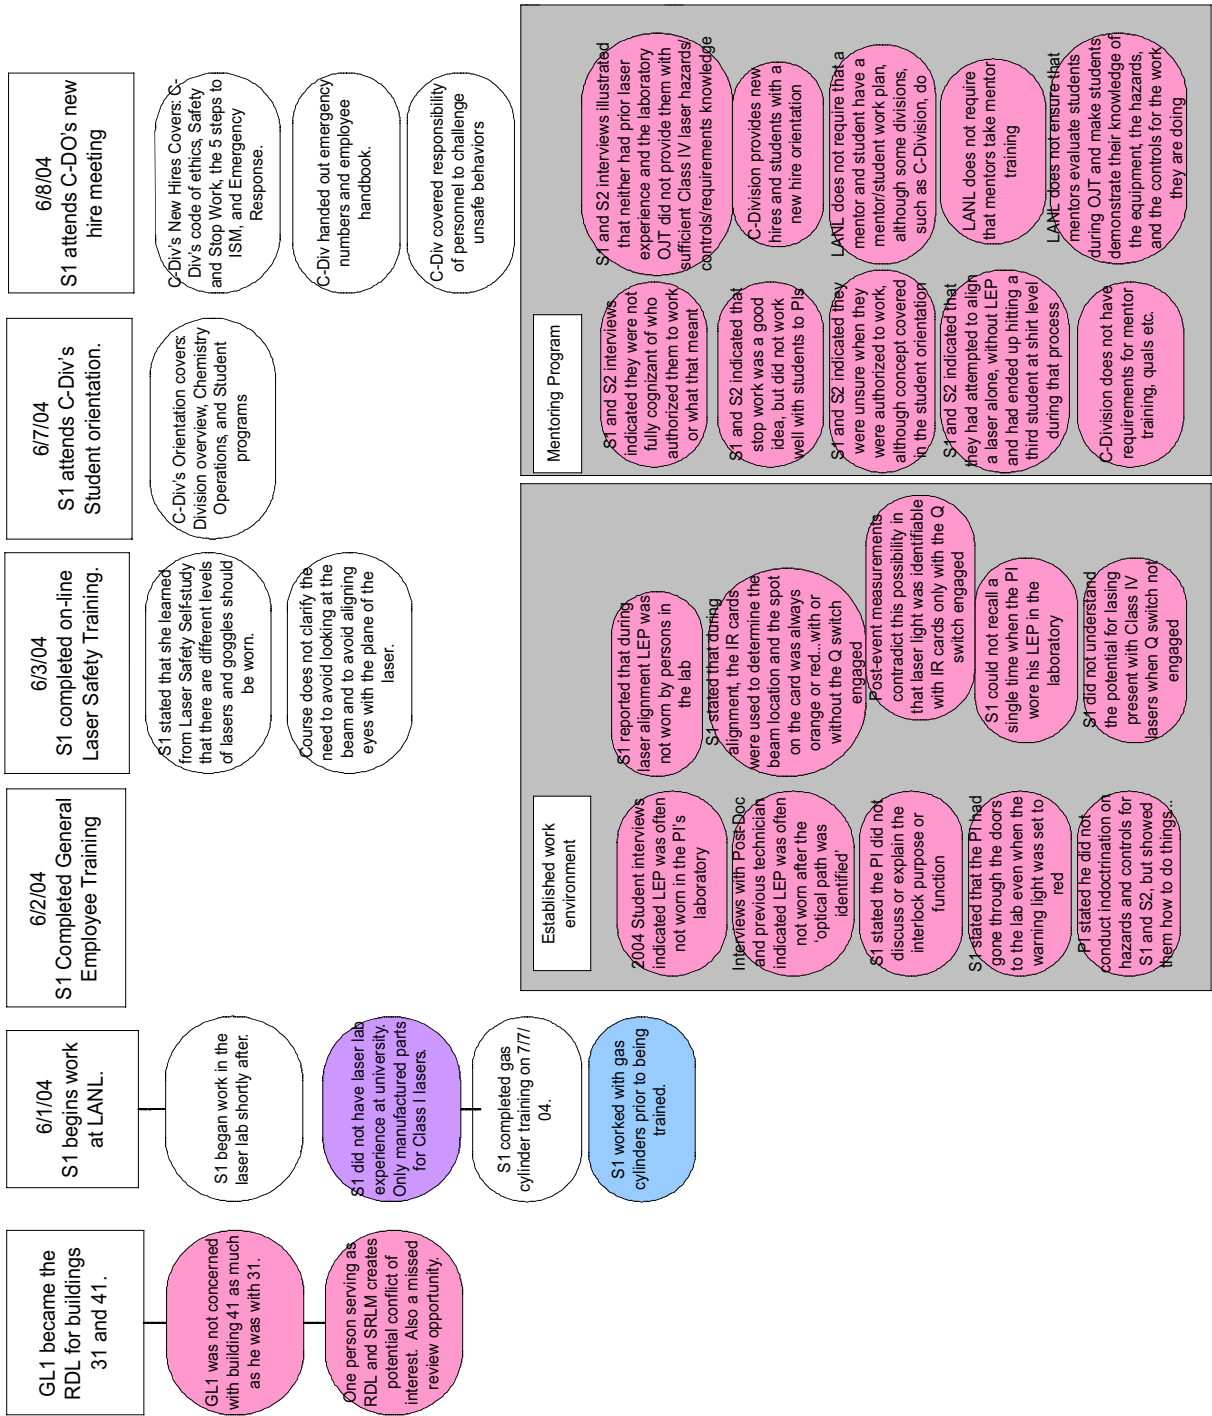 GL1 became the
RDL for buildings
31 and 41.
GL1 was not concerned
with building 41 as much
as he was with 31.
One person serving as
RDL and SRLM creates
potential conflict of
interest. Also a missed
review opportunity.
6/1/04
S1 begins work
at LANL.
S1 began work in the
laser lab shortly after.
S1 did not have laser lab
experience at university.
Only manufactured parts
for Class I lasers.
S1 completed gas
cylinder training on 7/7/
04.
S1 worked with gas
cylinders prior to being
trained.
6/2/04
S1 Completed General
Employee Training
6/3/04
S1 completed on-line
Laser Safety Training.
S1 stated that she learned
from Laser Safety Self-study
that there are different levels
of lasers and goggles should
be worn.
Course does not clarify the
need to avoid looking at the
beam and to avoid aligning
eyes with the plane of the
laser.
6/7/04
S1 attends C-Div's
Student orientation.
C-Div's Orientation covers:
Division overview, Chemistry
Operations, and Student
programs
6/8/04
S1 attends C-DO's new
hire meeting
C-Div's New Hires Covers: C-
Div's code of ethics, Safety
and Stop Work, the 5 steps to
ISM, and Emergency
Response.
C-Div handed out emergency
numbers and employee
handbook.
C-Div covered responsibility
of personnel to challenge
unsafe behaviors
Established work
environment
2004 Student interviews
indicated LEP was often
not worn in the PI's
laboratory
Interviews with Post-Doc
and previous technician
indicated LEP was often
not worn after the
'optical path was
identified'
S1 stated the PI did not
discuss or explain the
interlock purpose or
function
S1 stated that the PI had
gone through the doors
to the lab even when the
warning light was set to
red
PI stated he did not
conduct indoctrination on
hazards and controls for
S1 and S2, but showed
them how to do things...
S1 reported that during
laser alignment LEP was
not worn by persons in
the lab
S1 stated that during
alignment, the IR cards
were used to determine the
beam location and the spot
on the card was always
orange or red...with or
without the Q switch
engaged
Post-event measurements
contradict this possibility in
that laser light was identifiable
with IR cards only with the Q
switch engaged
S1 could not recall a
single time when the PI
wore his LEP in the
laboratory
S1 did not understand
the potential for lasing
present with Class IV
lasers when Q switch not
engaged
Mentoring Program
S1 and S2 interviews
indicated they were not
fully cognizant of who
authorized them to work
or what that meant
S1 and S2 indicated that
stop work was a good
idea, but did not work
well with students to PIs
S1 and S2 indicated they
were unsure when they
were authorized to work,
although concept covered
in the student orientation
S1 and S2 indicated that
they had attempted to align
a laser alone, without LEP
and had ended up hitting a
third student at shirt level
during that process
C-Division does not have
requirements for mentor
training, quals etc.
S1 and S2 interviews illustrated
that neither had prior laser
experience and the laboratory
OJT did not provide them with
sufficient Class IV laser hazards/
controls/requirements knowledge
C-Division provides new
hires and students with a
new hire orientation
LANL does not require that a
mentor and student have a
mentor/student work plan,
although some divisions,
such as C-Division, do
LANL does not require
that mentors take mentor
training
LANL does not ensure that
mentors evaluate students
during OJT and make students
demonstrate their knowledge of
the equipment, the hazards,
and the controls for the work
they are doing